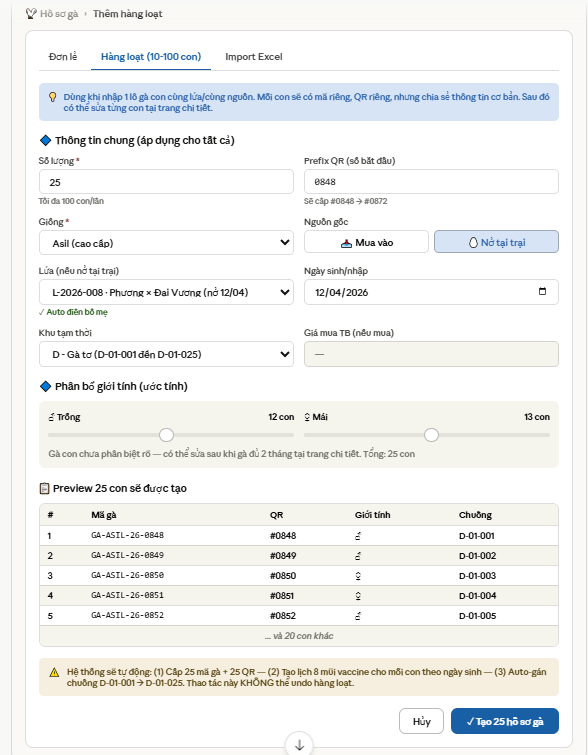 Hồ sơ gà › Thêm hàng loạt
Đơn lẻ Hàng loạt (10-100 con) Import Excel
Dùng khi nhập 1 lô gà con cùng lứa/cùng nguồn. Mỗi con sẽ có mã riêng, QR riêng, nhưng chia sẻ thông tin cơ bản. Sau đó
có thể sửa từng con tại trang chi tiết.
Thông tin chung (áp dụng cho tất cả)
Số lượng * Prefix QR (số bắt đầu)
25 0848
Tối đa 100 con/lần Sẽ cấp #0848 → #0872
Giống * Nguồn gốc
Asil (cao cấp) Mua vào Nở tại trại
Lứa (nếu nở tại trại) Ngày sinh/nhập
L-2026-008 · Phượng × Đại Vương (nở 12/04) 12/04/2026
✓ Auto điền bố mẹ
Khu tạm thời Giá mua TB (nếu mua)
D - Gà tơ (D-01-001 đến D-01-025) —
Phân bố giới tính (ước tính)
Trống 12 con ♀ Mái 13 con
Gà con chưa phân biệt rõ — có thể sửa sau khi gà đủ 2 tháng tại trang chi tiết. Tổng: 25 con
Preview 25 con sẽ được tạo
# Mã gà QR Giới tính Chuồng
1 GA-ASIL-26-0848 #0848 ♂ D-01-001
2 GA-ASIL-26-0849 #0849 ♂ D-01-002
3 GA-ASIL-26-0850 #0850 ♀ D-01-003
4 GA-ASIL-26-0851 #0851 ♀ D-01-004
5 GA-ASIL-26-0852 #0852 ♂ D-01-005
... và 20 con khác
Hệ thống sẽ tự động: (1) Cấp 25 mã gà + 25 QR — (2) Tạo lịch 8 mũi vaccine cho mỗi con theo ngày sinh — (3) Auto-gán
chuồng D-01-001 → D-01-025. Thao tác này KHÔNG thể undo hàng loạt.
Hủy ✓ Tạo 25 hồ sơ gà